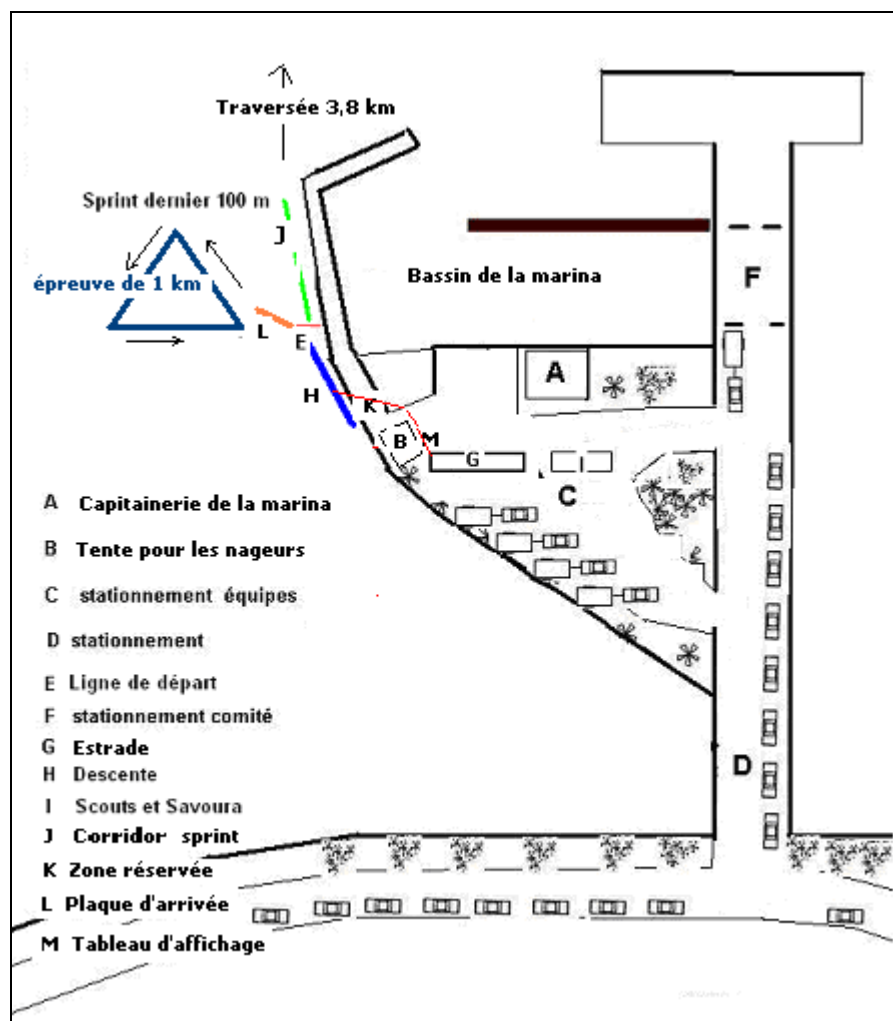 Traversée 3,8 km
Sprint dernier 100 m
J
épreuve de 1 km
Bassin de la marina
F
L
E
A
H
K
B
M
G
I
C
A Capitainerie de la marina
B Tente pour les nageurs
C stationnement équipes
D stationnement
E Ligne de départ
F stationnement comité
G Estrade
H Descente
I Scouts et Savoura
J Corridor sprint
K Zone réservée
L Plaque d'arrivée
M Tableau d'affichage
D